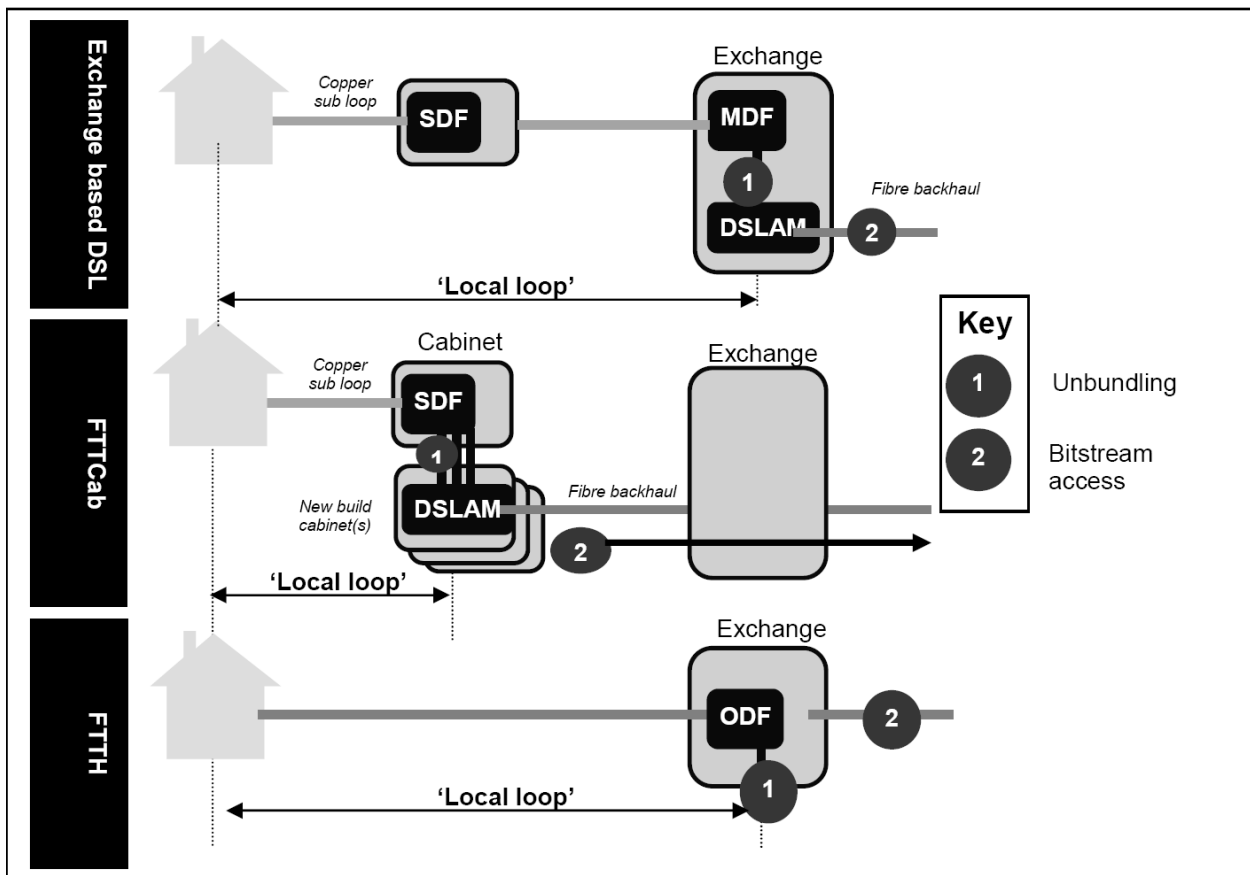 Exchange based DSL
Exchange
Copper
sub loop
SDF
MDF
1
Fibre backhaul
DSLAM
2
‘Local loop’
FTTCab
Cabinet
Exchange
Copper
sub loop
SDF
1
New build
cabinet(s)
DSLAM
Fibre backhaul
2
‘Local loop’
Key
1
Unbundling
2
Bitstream
access
FTTH
Exchange
ODF
2
1
‘Local loop’